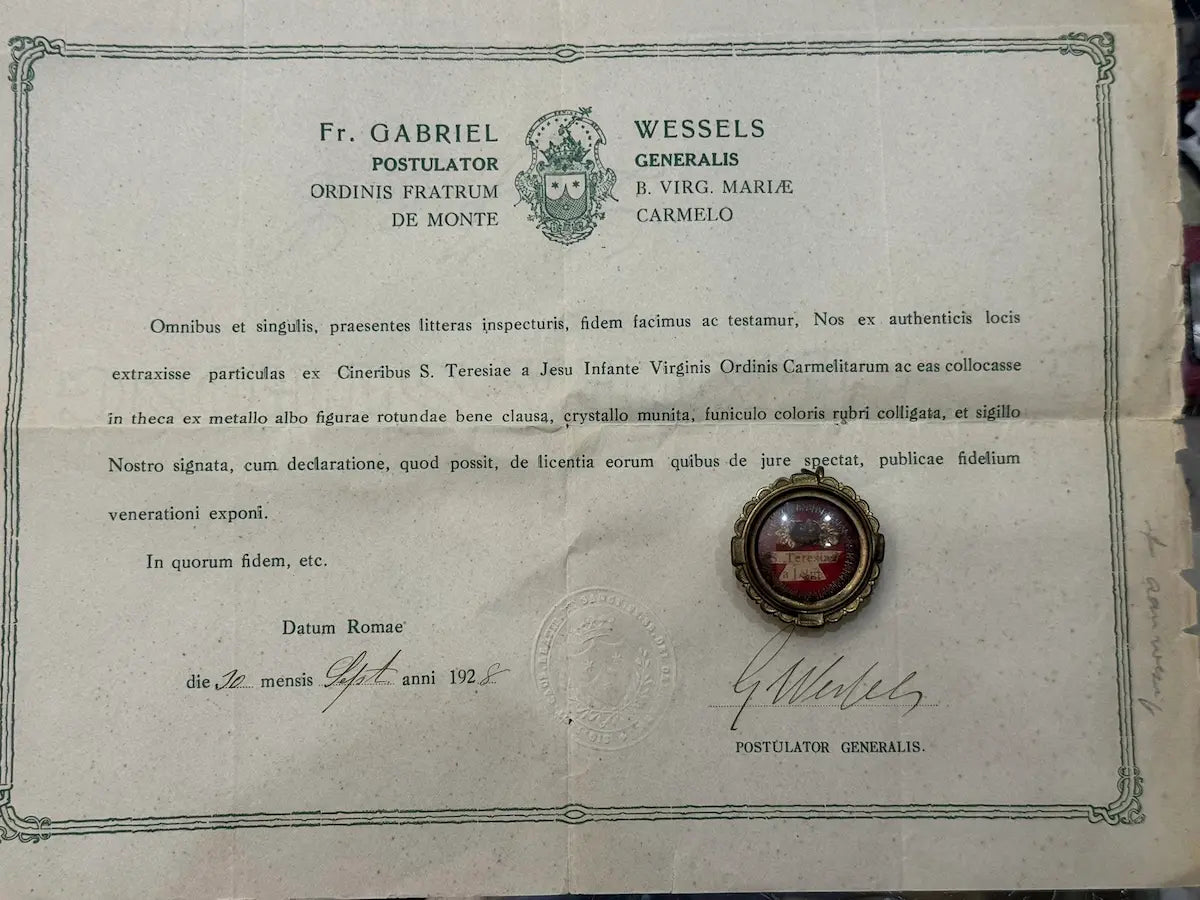 Fr. GABRIEL WESSELS
POSTULATOR GENERALIS
ORDINIS FRATRUM B. VIRG. MARIÆ
DE MONTE CARMELO
Omnibus et singulis, praesentes litteras inspecturis, fidem facimus ac testamur, Nos ex authenticis locis
extraxisse particulas ex Cineribus S. Teresiae a Jesu Infante Virginis Ordinis Carmelitarum ac eas collocasse
in theca ex metallo albo figurae rotundae bene clausa, crystallo munita, funiculo coloris rubri colligata, et sigillo
Nostro signata, cum declaratione, quod possit, de licentia eorum quibus de jure spectat, publicae fidelium
venerationi exponi.
In quorum fidem, etc.
S. Teresiae
a Jesu
Datum Romae
die 30 mensis Sept. anni 1928
G Wessels
POSTULATOR GENERALIS.